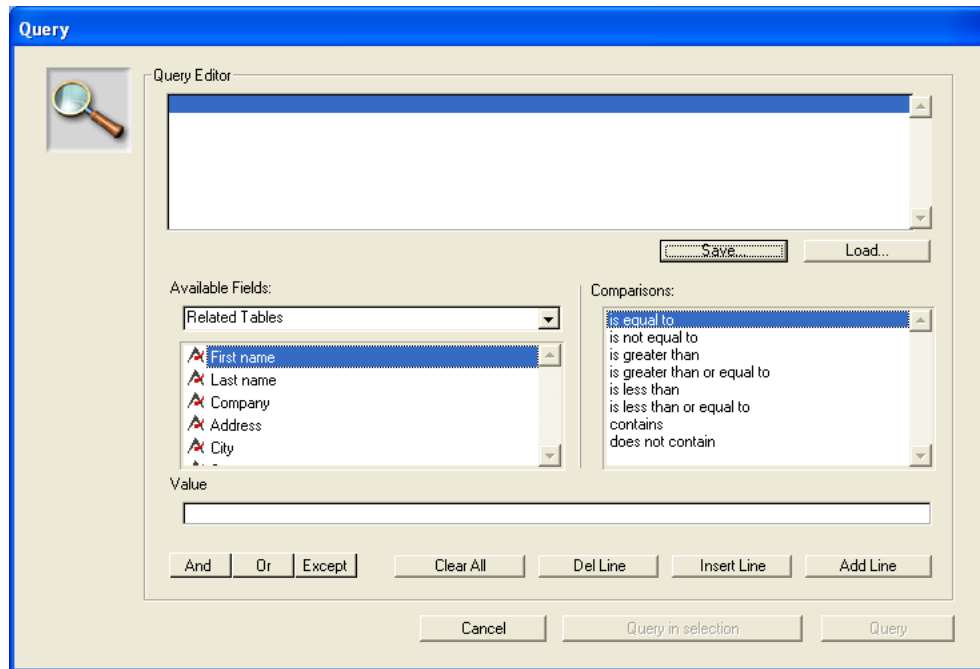 Query
Query Editor
Save... Load...
Available Fields: Comparisons:
Related Tables
First name
Last name
Company
Address
City
is equal to
is not equal to
is greater than
is greater than or equal to
is less than
is less than or equal to
contains
does not contain
Value
And Or Except Clear All Del Line Insert Line Add Line
Cancel Query in selection Query